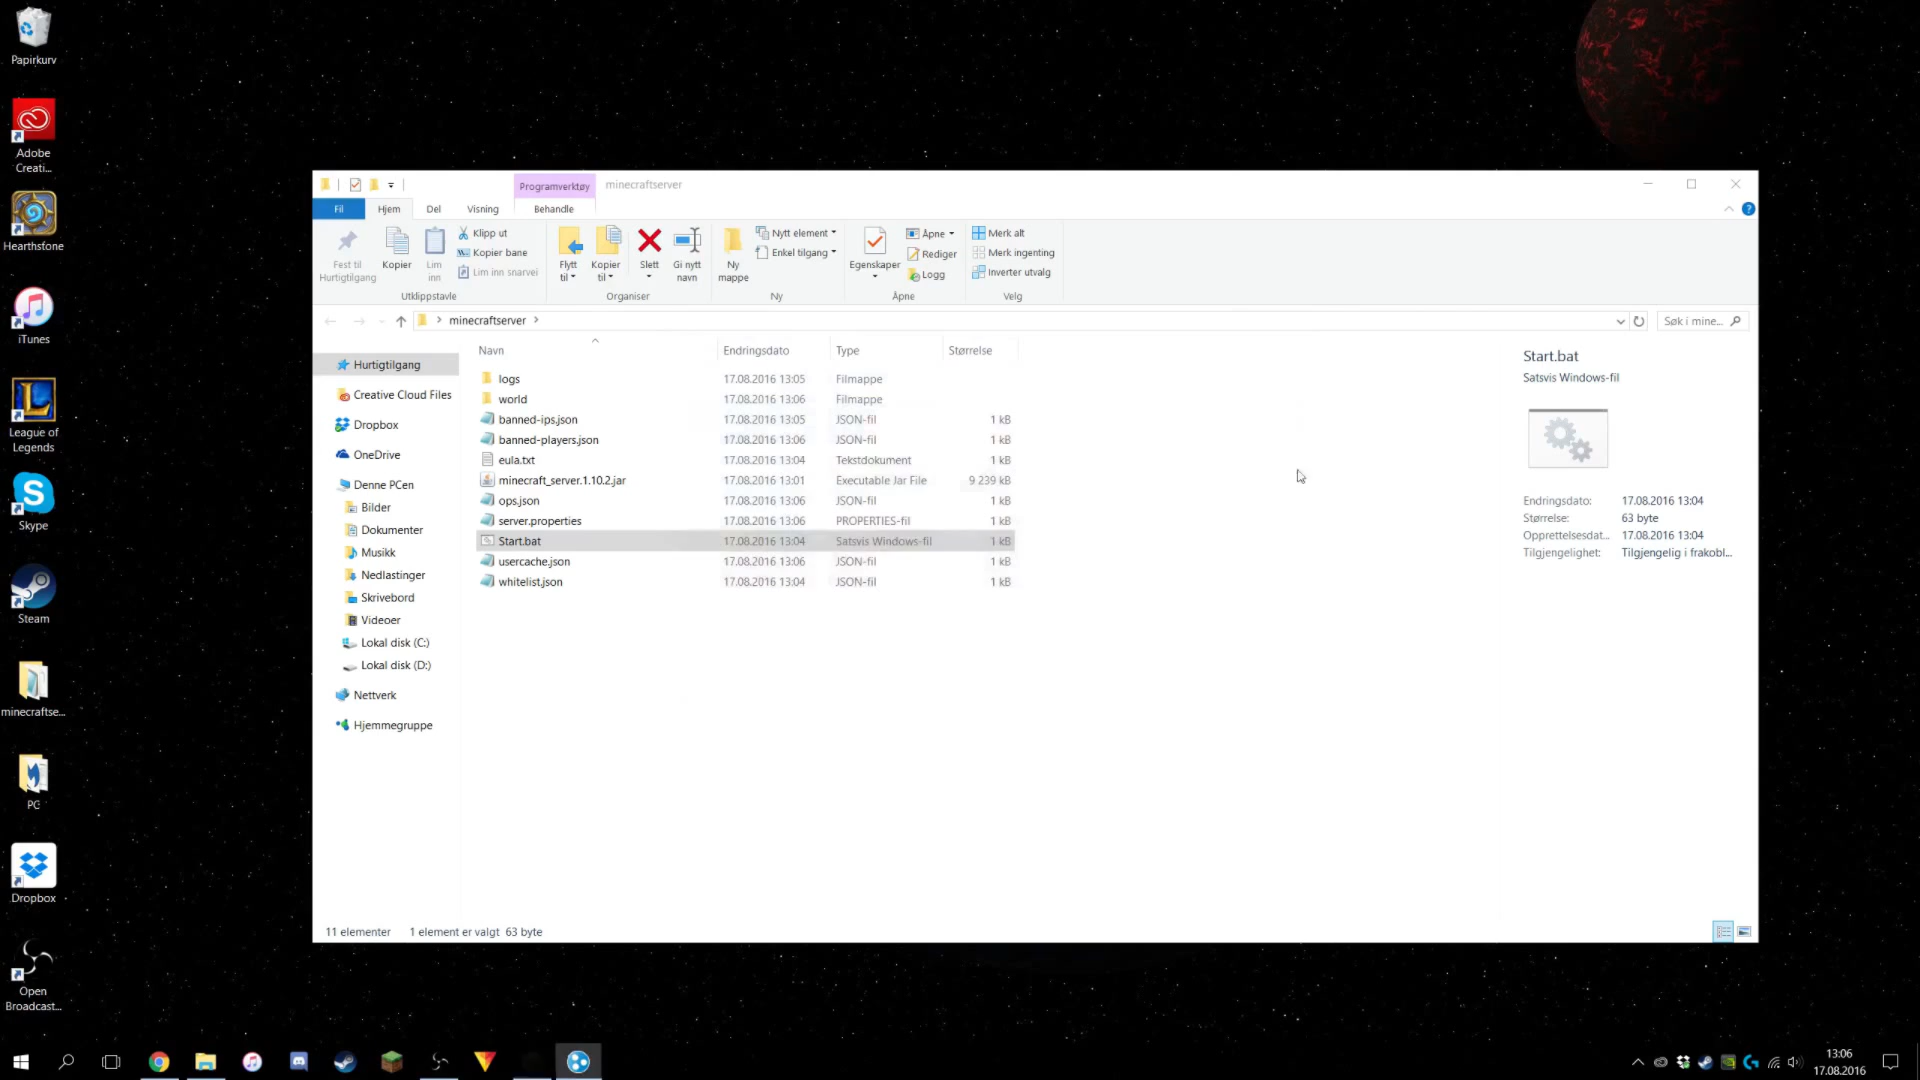 Papirkurv
Adobe
Creati...
Hearthstone
iTunes
League of
Legends
Skype
Steam
minecraftse...
PC
Dropbox
Open
Broadcast...
Programverktøy
minecraftserver
Fil
Hjem
Del
Visning
Behandle
Fest til
Hurtigtilgang
Kopier
Lim
inn
Klipp ut
Kopier bane
Lim inn snarvei
Utklippstavle
Flytt
til
Kopier
til
Slett
Gi nytt
navn
Organiser
Ny
mappe
Nytt element
Enkel tilgang
Ny
Egenskaper
Åpne
Rediger
Logg
Åpne
Merk alt
Merk ingenting
Inverter utvalg
Velg
minecraftserver
Søk i mine...
Hurtigtilgang
Creative Cloud Files
Dropbox
OneDrive
Denne PCen
Bilder
Dokumenter
Musikk
Nedlastinger
Skrivebord
Videoer
Lokal disk (C:)
Lokal disk (D:)
Nettverk
Hjemmegruppe
Navn Endringsdato Type Størrelse
logs 17.08.2016 13:05 Filmappe
world 17.08.2016 13:06 Filmappe
banned-ips.json 17.08.2016 13:05 JSON-fil 1 kB
banned-players.json 17.08.2016 13:06 JSON-fil 1 kB
eula.txt 17.08.2016 13:04 Tekstdokument 1 kB
minecraft_server.1.10.2.jar 17.08.2016 13:01 Executable Jar File 9 239 kB
ops.json 17.08.2016 13:06 JSON-fil 1 kB
server.properties 17.08.2016 13:06 PROPERTIES-fil 1 kB
Start.bat 17.08.2016 13:04 Satsvis Windows-fil 1 kB
usercache.json 17.08.2016 13:06 JSON-fil 1 kB
whitelist.json 17.08.2016 13:04 JSON-fil 1 kB
Start.bat
Satsvis Windows-fil
Endringsdato: 17.08.2016 13:04
Størrelse: 63 byte
Opprettelsesdat... 17.08.2016 13:04
Tilgjengelighet: Tilgjengelig i frakobl...
11 elementer 1 element er valgt 63 byte
13:06
17.08.2016